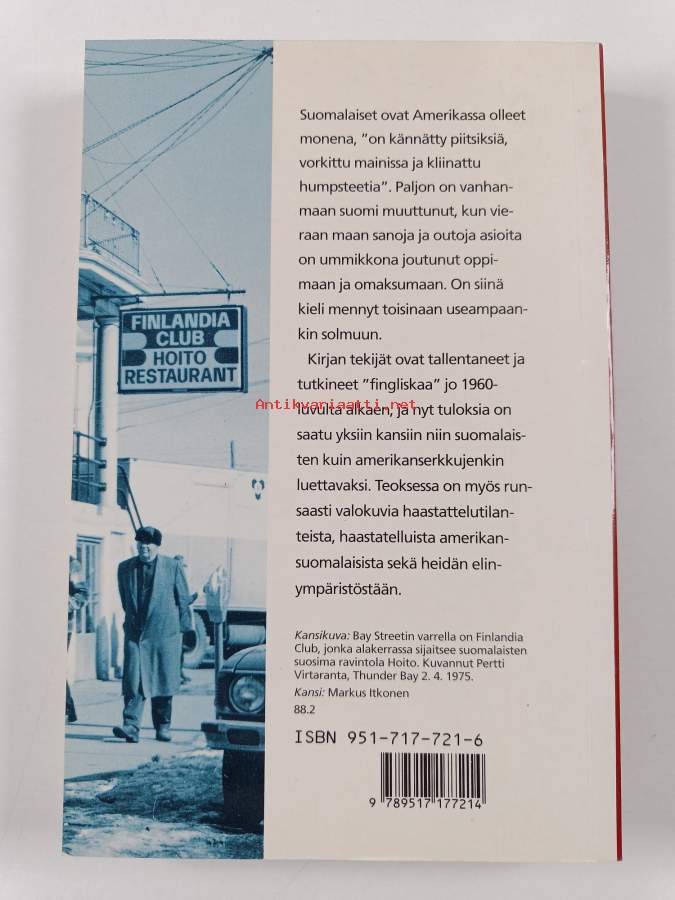 FINLANDIA
CLUB
HOITO
RESTAURANT
Suomalaiset ovat Amerikassa olleet
monena, ”on kännätty piitsiksiä,
vorkittu mainissa ja kliinattu
humpsteetia”. Paljon on vanhan-
maan suomi muuttunut, kun vie-
raan maan sanoja ja outoja asioita
on ummikkona joutunut oppi-
maan ja omaksumaan. On siinä
kieli mennyt toisinaan useampaan-
kin solmuun.
Kirjan tekijät ovat tallentaneet ja
tutkineet ”fingliskaa” jo 1960-
Antikvariaatti.net
luvulta alkaen, ja nyt tuloksia on
saatu yksiin kansiin niin suomalais-
ten kuin amerikanserkkujenkin
luettavaksi. Teoksessa on myös run-
saasti valokuvia haastattelutilan-
teista, haastatelluista amerikan-
suomalaisista sekä heidän elin-
ympäristöstään.
Kansikuva: Bay Streetin varrella on Finlandia
Club, jonka alakerrassa sijaitsee suomalaisten
suosima ravintola Hoito. Kuvannut Pertti
Virtaranta, Thunder Bay 2. 4. 1975.
Kansi: Markus Itkonen
88.2
ISBN 951-717-721-6
9 789517 177214